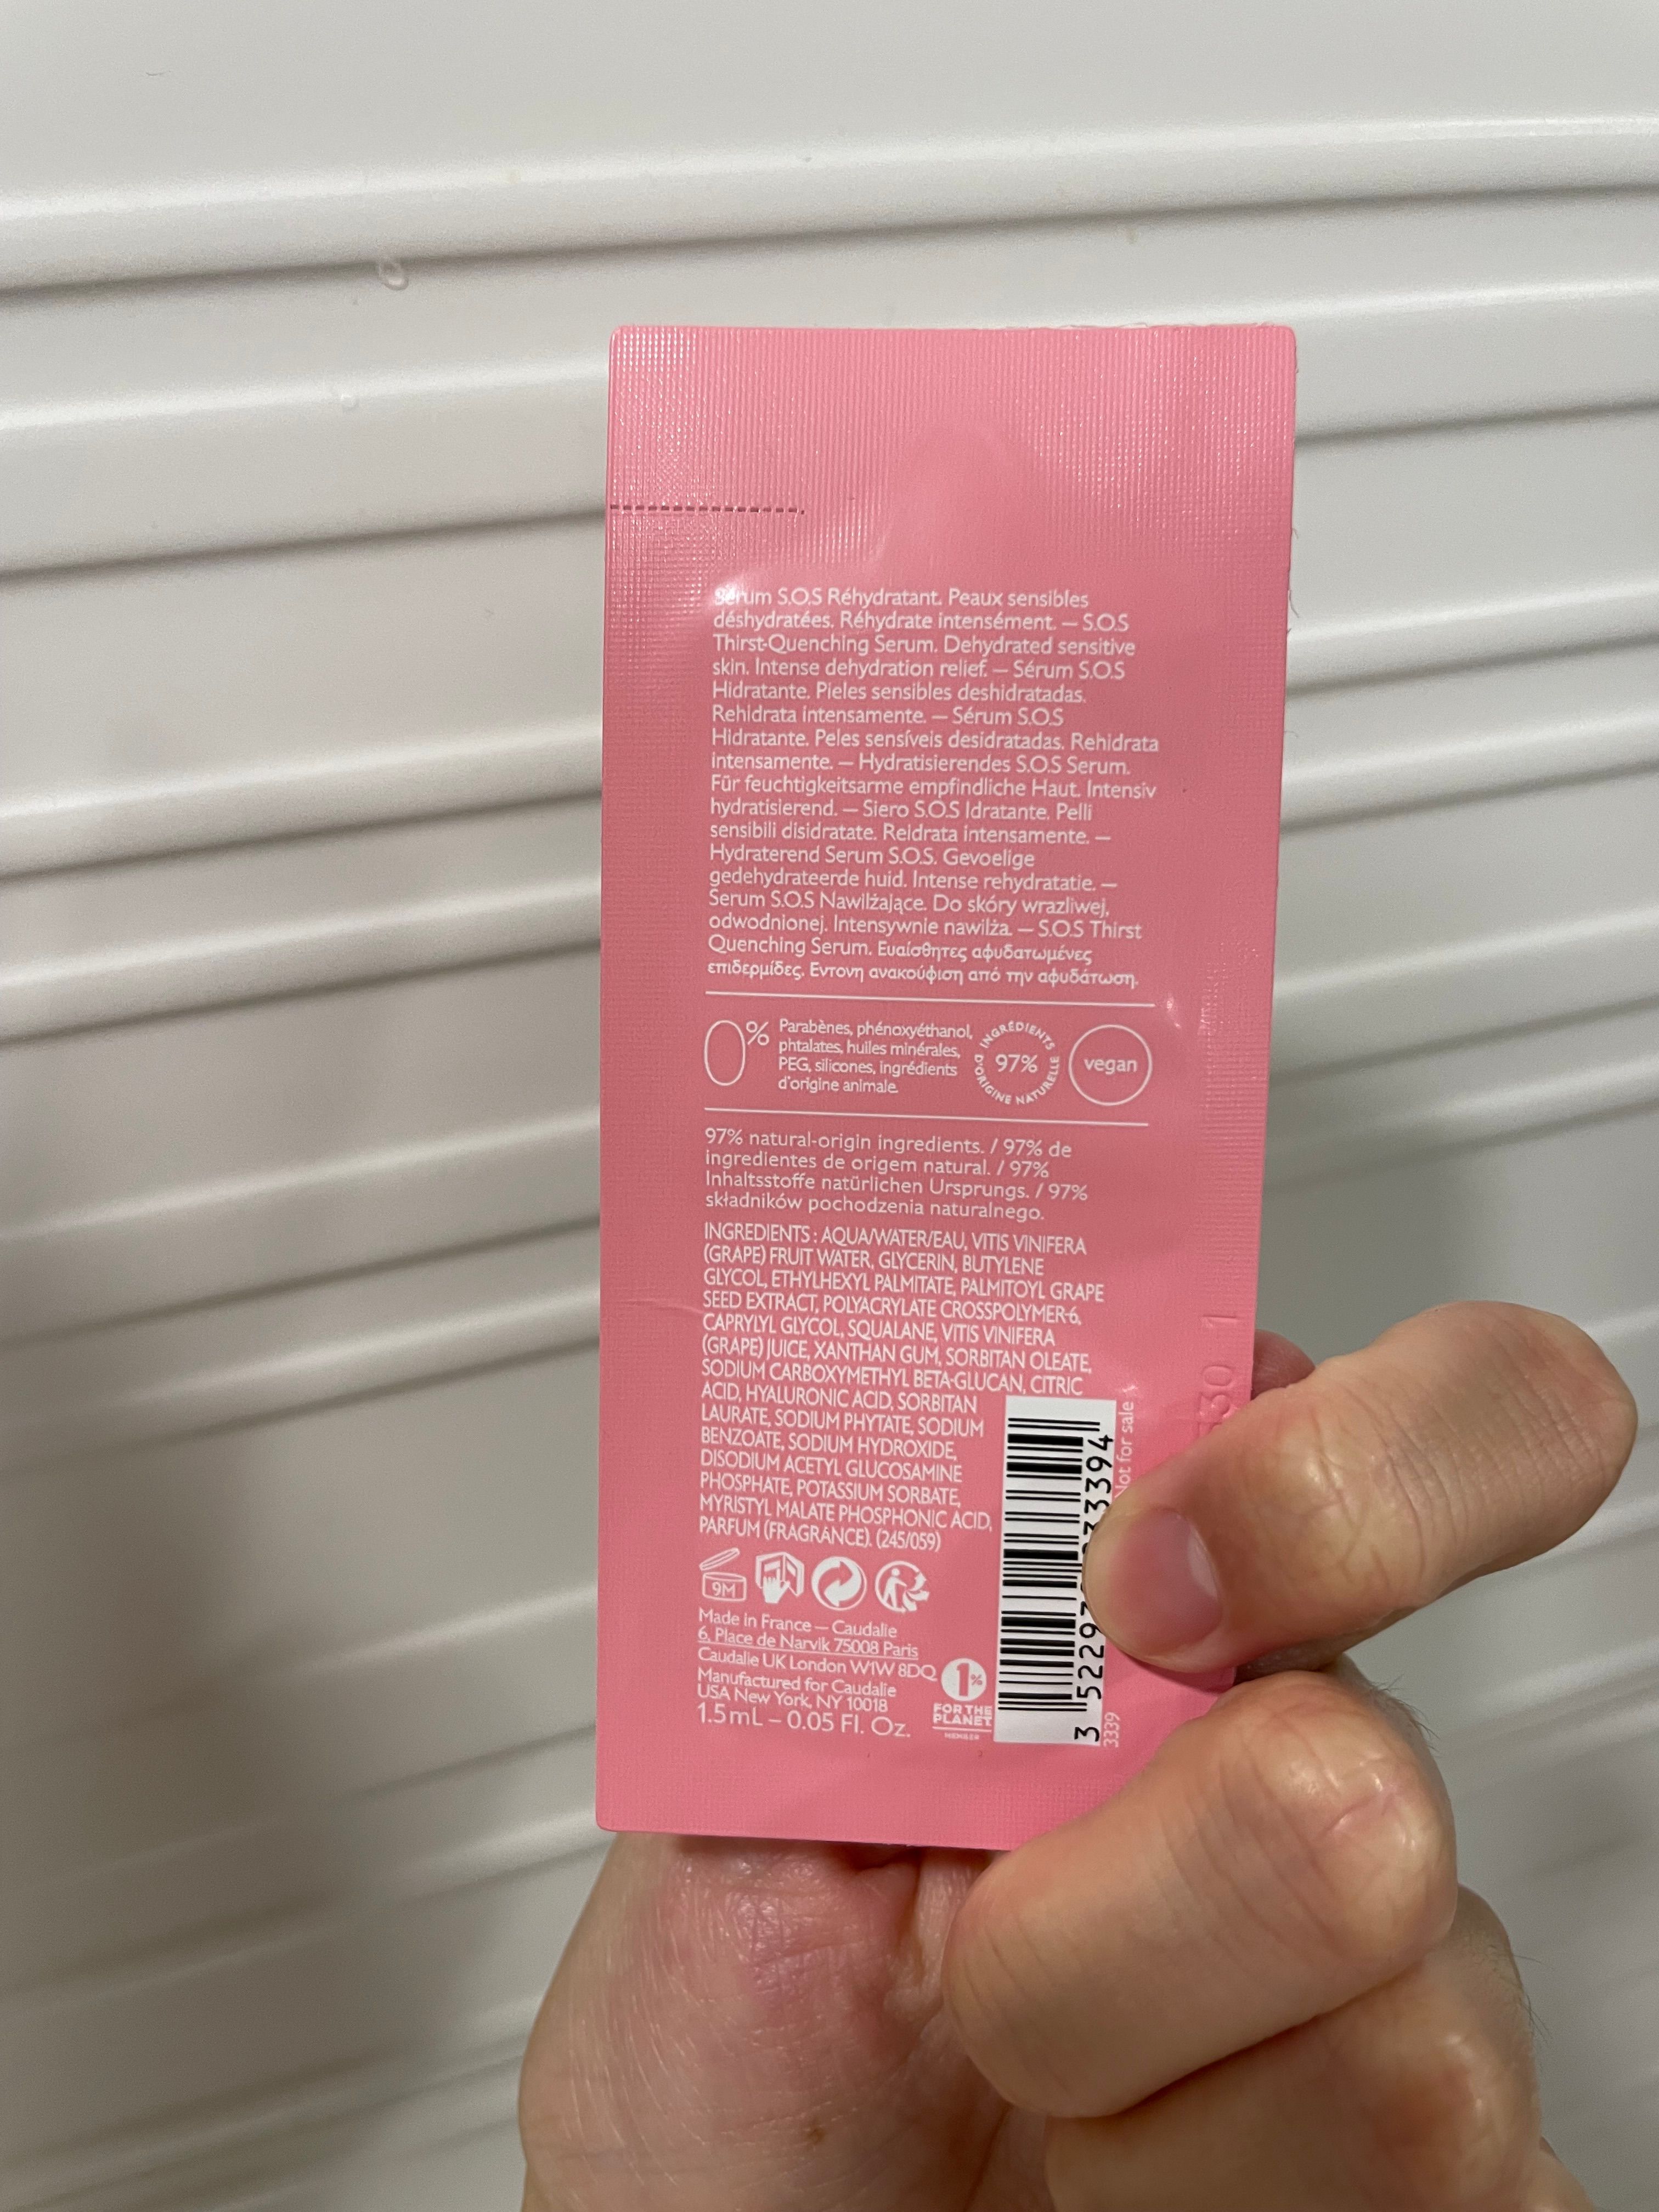 Sérum S.O.S Réhydratant. Peaux sensibles
déshydratées. Réhydrate intensément. — S.O.S
Thirst-Quenching Serum. Dehydrated sensitive
skin. Intense dehydration relief. — Sérum S.O.S
Hidratante. Pieles sensibles deshidratadas.
Rehidrata intensamente. — Sérum S.O.S
Hidratante. Peles sensíveis desidratadas. Rehidrata
intensamente. — Hydratisierendes S.O.S Serum.
Für feuchtigkeitsarme empfindliche Haut. Intensiv
hydratisierend. — Siero S.O.S Idratante. Pelli
sensibili disidratate. Reidrata intensamente. —
Hydraterend Serum S.O.S. Gevoelige
gedehydrateerde huid. Intense rehydratatie. —
Serum S.O.S Nawilżające. Do skóry wrazliwej,
odwodnionej. Intensywnie nawilża. — S.O.S Thirst
Quenching Serum. Ευαίσθητες αφυδατωμένες
επιδερμίδες. Εντονη ανακούφιση από την αφυδάτωση.
0%
Parabènes, phénoxyéthanol,
phtalates, huiles minérales,
PEG, silicones, ingrédients
d'origine animale.
INGRÉDIENTS D'ORIGINE NATURELLE
97%
vegan
97% natural-origin ingredients. / 97% de
ingredientes de origem natural. / 97%
Inhaltsstoffe natürlichen Ursprungs. / 97%
składników pochodzenia naturalnego.
INGREDIENTS : AQUA/WATER/EAU, VITIS VINIFERA
(GRAPE) FRUIT WATER, GLYCERIN, BUTYLENE
GLYCOL, ETHYLHEXYL PALMITATE, PALMITOYL GRAPE
SEED EXTRACT, POLYACRYLATE CROSSPOLYMER-6,
CAPRYLYL GLYCOL, SQUALANE, VITIS VINIFERA
(GRAPE) JUICE, XANTHAN GUM, SORBITAN OLEATE,
SODIUM CARBOXYMETHYL BETA-GLUCAN, CITRIC
ACID, HYALURONIC ACID, SORBITAN
LAURATE, SODIUM PHYTATE, SODIUM
BENZOATE, SODIUM HYDROXIDE,
DISODIUM ACETYL GLUCOSAMINE
PHOSPHATE, POTASSIUM SORBATE,
MYRISTYL MALATE PHOSPHONIC ACID,
PARFUM (FRAGRANCE). (245/059)
9M
Made in France — Caudalie
6, Place de Narvik 75008 Paris
Caudalie UK London W1W 8DQ
Manufactured for Caudalie
USA New York, NY 10018
1.5 mL – 0.05 Fl. Oz.
1%
FOR THE
PLANET
MEMBER
Not for sale
3339